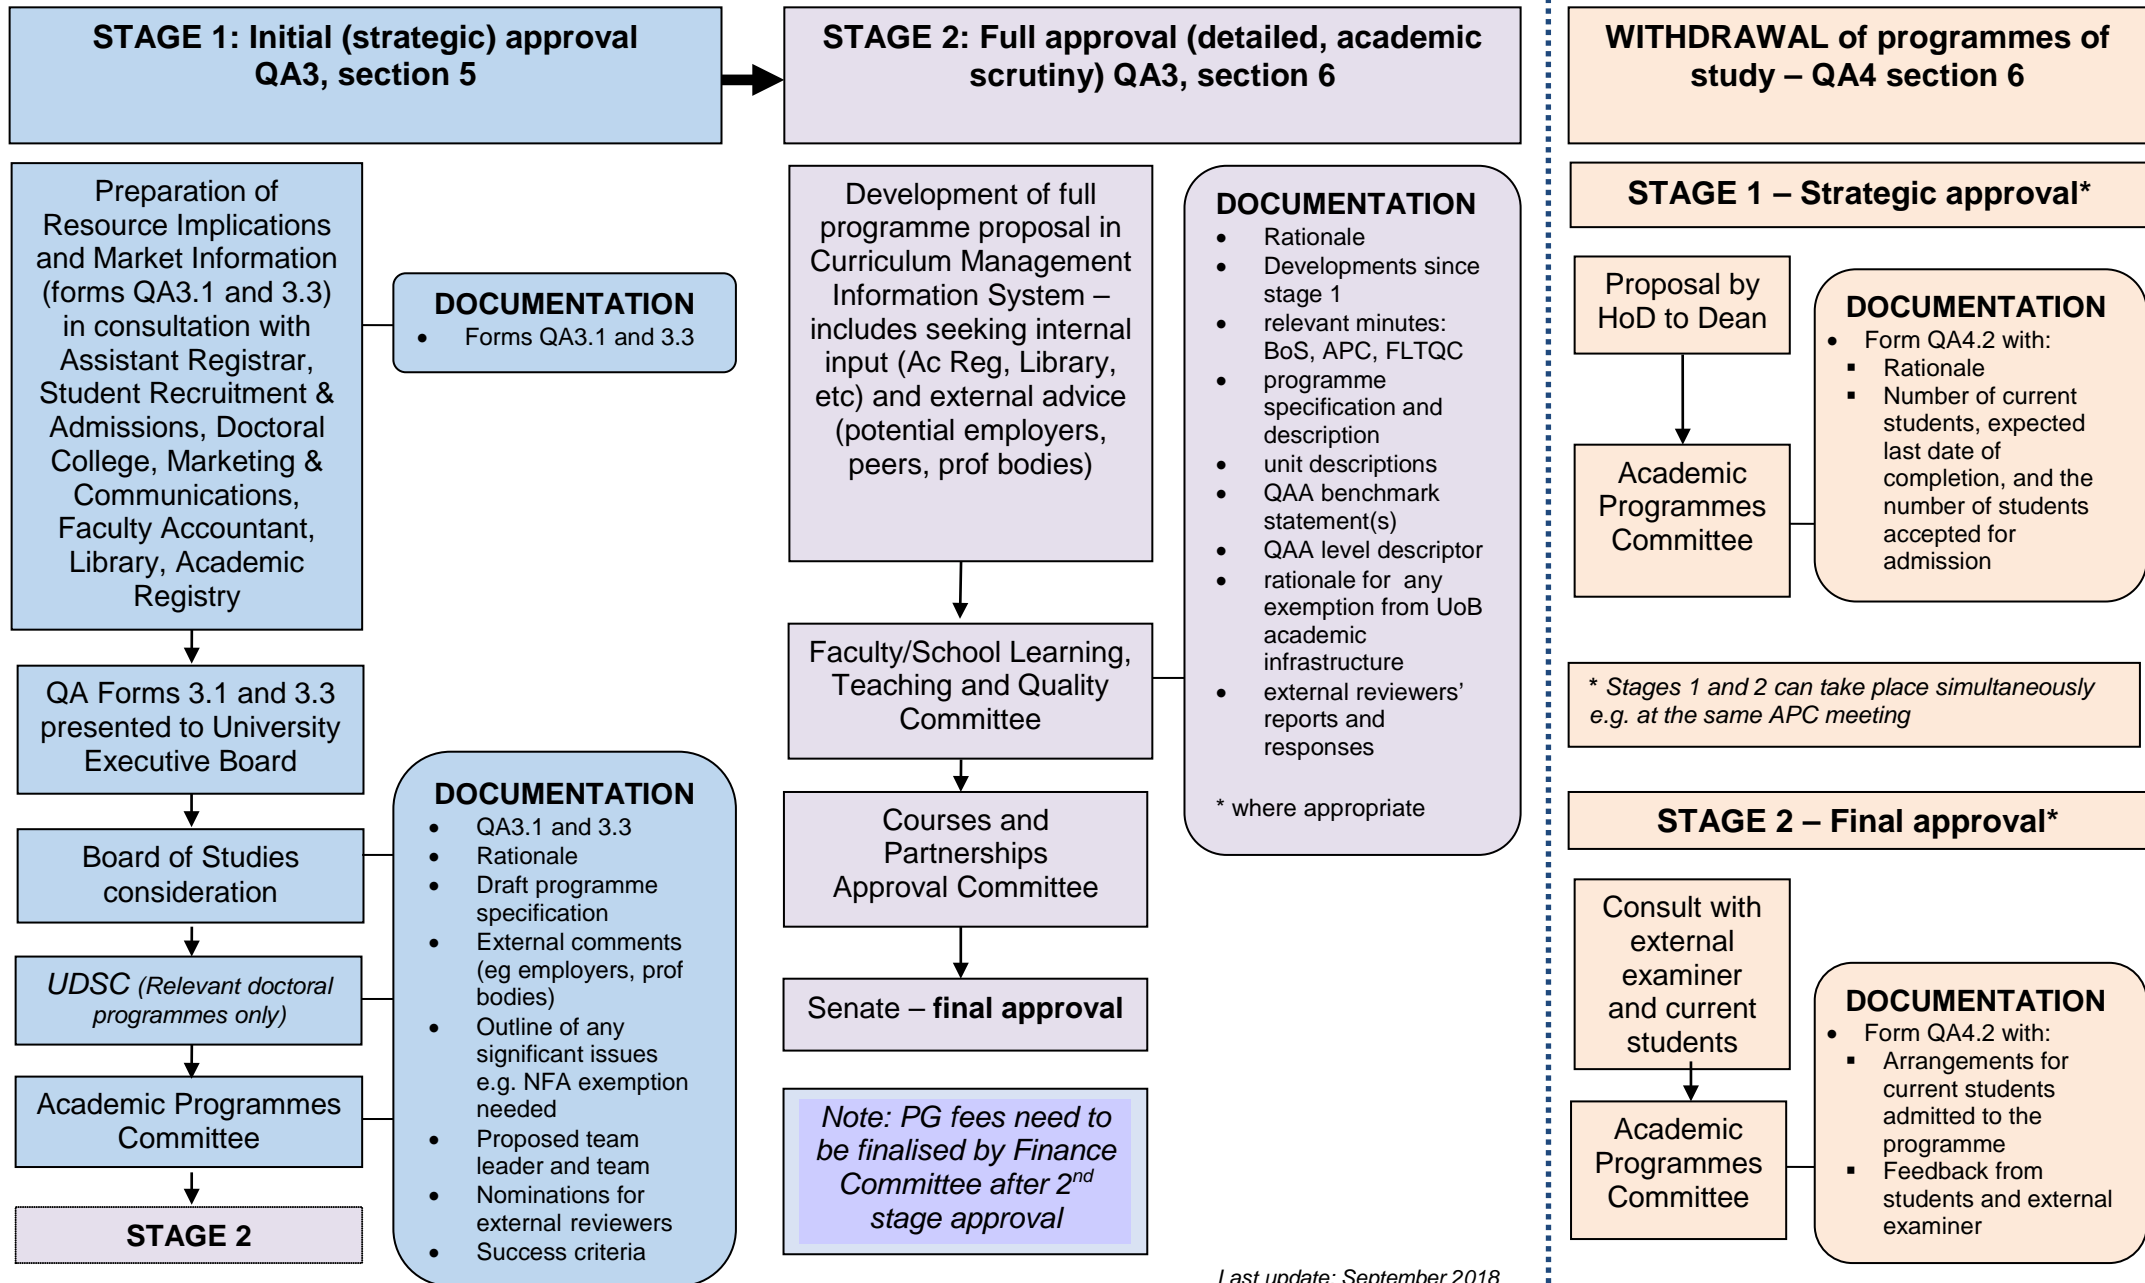 STAGE 1: Initial (strategic) approval
QA3, section 5
Preparation of
Resource Implications
and Market Information
(forms QA3.1 and 3.3)
in consultation with
Assistant Registrar,
Student Recruitment &
Admissions, Doctoral
College, Marketing &
Communications,
Faculty Accountant,
Library, Academic
Registry
DOCUMENTATION
• Forms QA3.1 and 3.3
QA Forms 3.1 and 3.3
presented to University
Executive Board
Board of Studies
consideration
UDSC (Relevant doctoral
programmes only)
Academic Programmes
Committee
STAGE 2
DOCUMENTATION
• QA3.1 and 3.3
• Rationale
• Draft programme
specification
• External comments
(eg employers, prof
bodies)
• Outline of any
significant issues
e.g. NFA exemption
needed
• Proposed team
leader and team
• Nominations for
external reviewers
• Success criteria
STAGE 2: Full approval (detailed, academic
scrutiny) QA3, section 6
Development of full
programme proposal in
Curriculum Management
Information System –
includes seeking internal
input (Ac Reg, Library,
etc) and external advice
(potential employers,
peers, prof bodies)
Faculty/School Learning,
Teaching and Quality
Committee
Courses and
Partnerships
Approval Committee
Senate – final approval
Note: PG fees need to
be finalised by Finance
Committee after 2nd
stage approval
DOCUMENTATION
• Rationale
• Developments since
stage 1
• relevant minutes:
BoS, APC, FLTQC
• programme
specification and
description
• unit descriptions
• QAA benchmark
statement(s)
• QAA level descriptor
• rationale for any
exemption from UoB
academic
infrastructure
• external reviewers’
reports and
responses
* where appropriate
Last update: September 2018
WITHDRAWAL of programmes of
study – QA4 section 6
STAGE 1 – Strategic approval*
Proposal by
HoD to Dean
Academic
Programmes
Committee
DOCUMENTATION
• Form QA4.2 with:
▪ Rationale
▪ Number of current
students, expected
last date of
completion, and the
number of students
accepted for
admission
* Stages 1 and 2 can take place simultaneously
e.g. at the same APC meeting
STAGE 2 – Final approval*
Consult with
external
examiner
and current
students
Academic
Programmes
Committee
DOCUMENTATION
• Form QA4.2 with:
▪ Arrangements for
current students
admitted to the
programme
▪ Feedback from
students and external
examiner